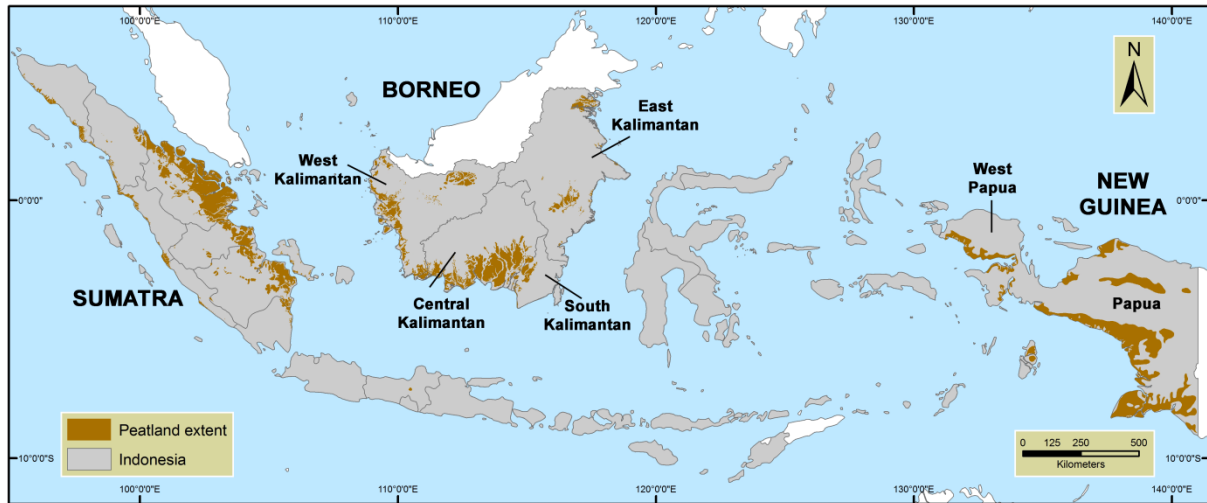 100°0'0"E
110°0'0"E
120°0'0"E
130°0'0"E
140°0'0"E
N
BORNEO
East
Kalimantan
West
Kalimantan
West
Papua
NEW
GUINEA
0°0'0"
0°0'0"
SUMATRA
Central
Kalimantan
South
Kalimantan
Papua
Peatland extent
Indonesia
0 125 250 500
Kilometers
10°0'0"S
10°0'0"S
100°0'0"E
110°0'0"E
120°0'0"E
130°0'0"E
140°0'0"E